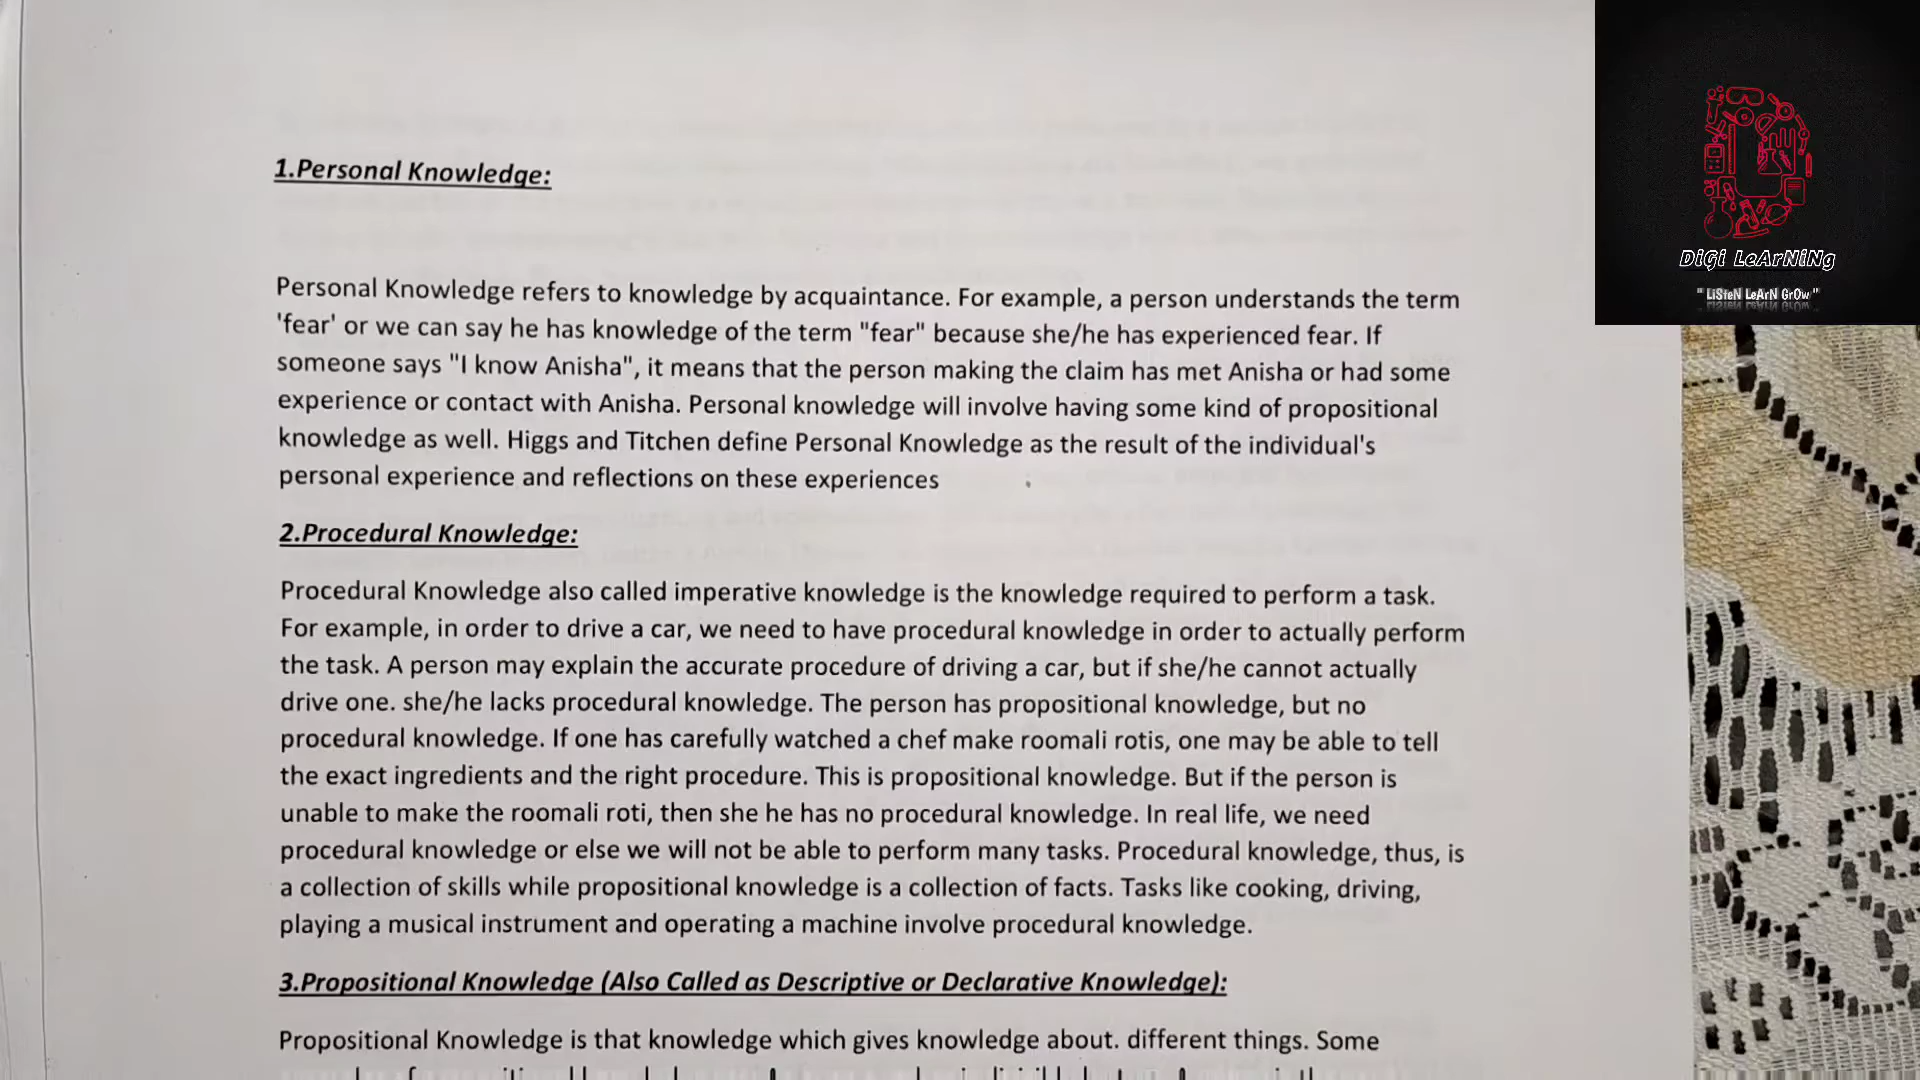 1.Personal Knowledge:
Personal Knowledge refers to knowledge by acquaintance. For example, a person understands the term
'fear' or we can say he has knowledge of the term "fear" because she/he has experienced fear. If
someone says "I know Anisha", it means that the person making the claim has met Anisha or had some
experience or contact with Anisha. Personal knowledge will involve having some kind of propositional
knowledge as well. Higgs and Titchen define Personal Knowledge as the result of the individual's
personal experience and reflections on these experiences
2.Procedural Knowledge:
Procedural Knowledge also called imperative knowledge is the knowledge required to perform a task.
For example, in order to drive a car, we need to have procedural knowledge in order to actually perform
the task. A person may explain the accurate procedure of driving a car, but if she/he cannot actually
drive one. she/he lacks procedural knowledge. The person has propositional knowledge, but no
procedural knowledge. If one has carefully watched a chef make roomali rotis, one may be able to tell
the exact ingredients and the right procedure. This is propositional knowledge. But if the person is
unable to make the roomali roti, then she he has no procedural knowledge. In real life, we need
procedural knowledge or else we will not be able to perform many tasks. Procedural knowledge, thus, is
a collection of skills while propositional knowledge is a collection of facts. Tasks like cooking, driving,
playing a musical instrument and operating a machine involve procedural knowledge.
3.Propositional Knowledge (Also Called as Descriptive or Declarative Knowledge):
Propositional Knowledge is that knowledge which gives knowledge about. different things. Some
DiGi LeArNiNg
" LiSteN LeArN GrOw "